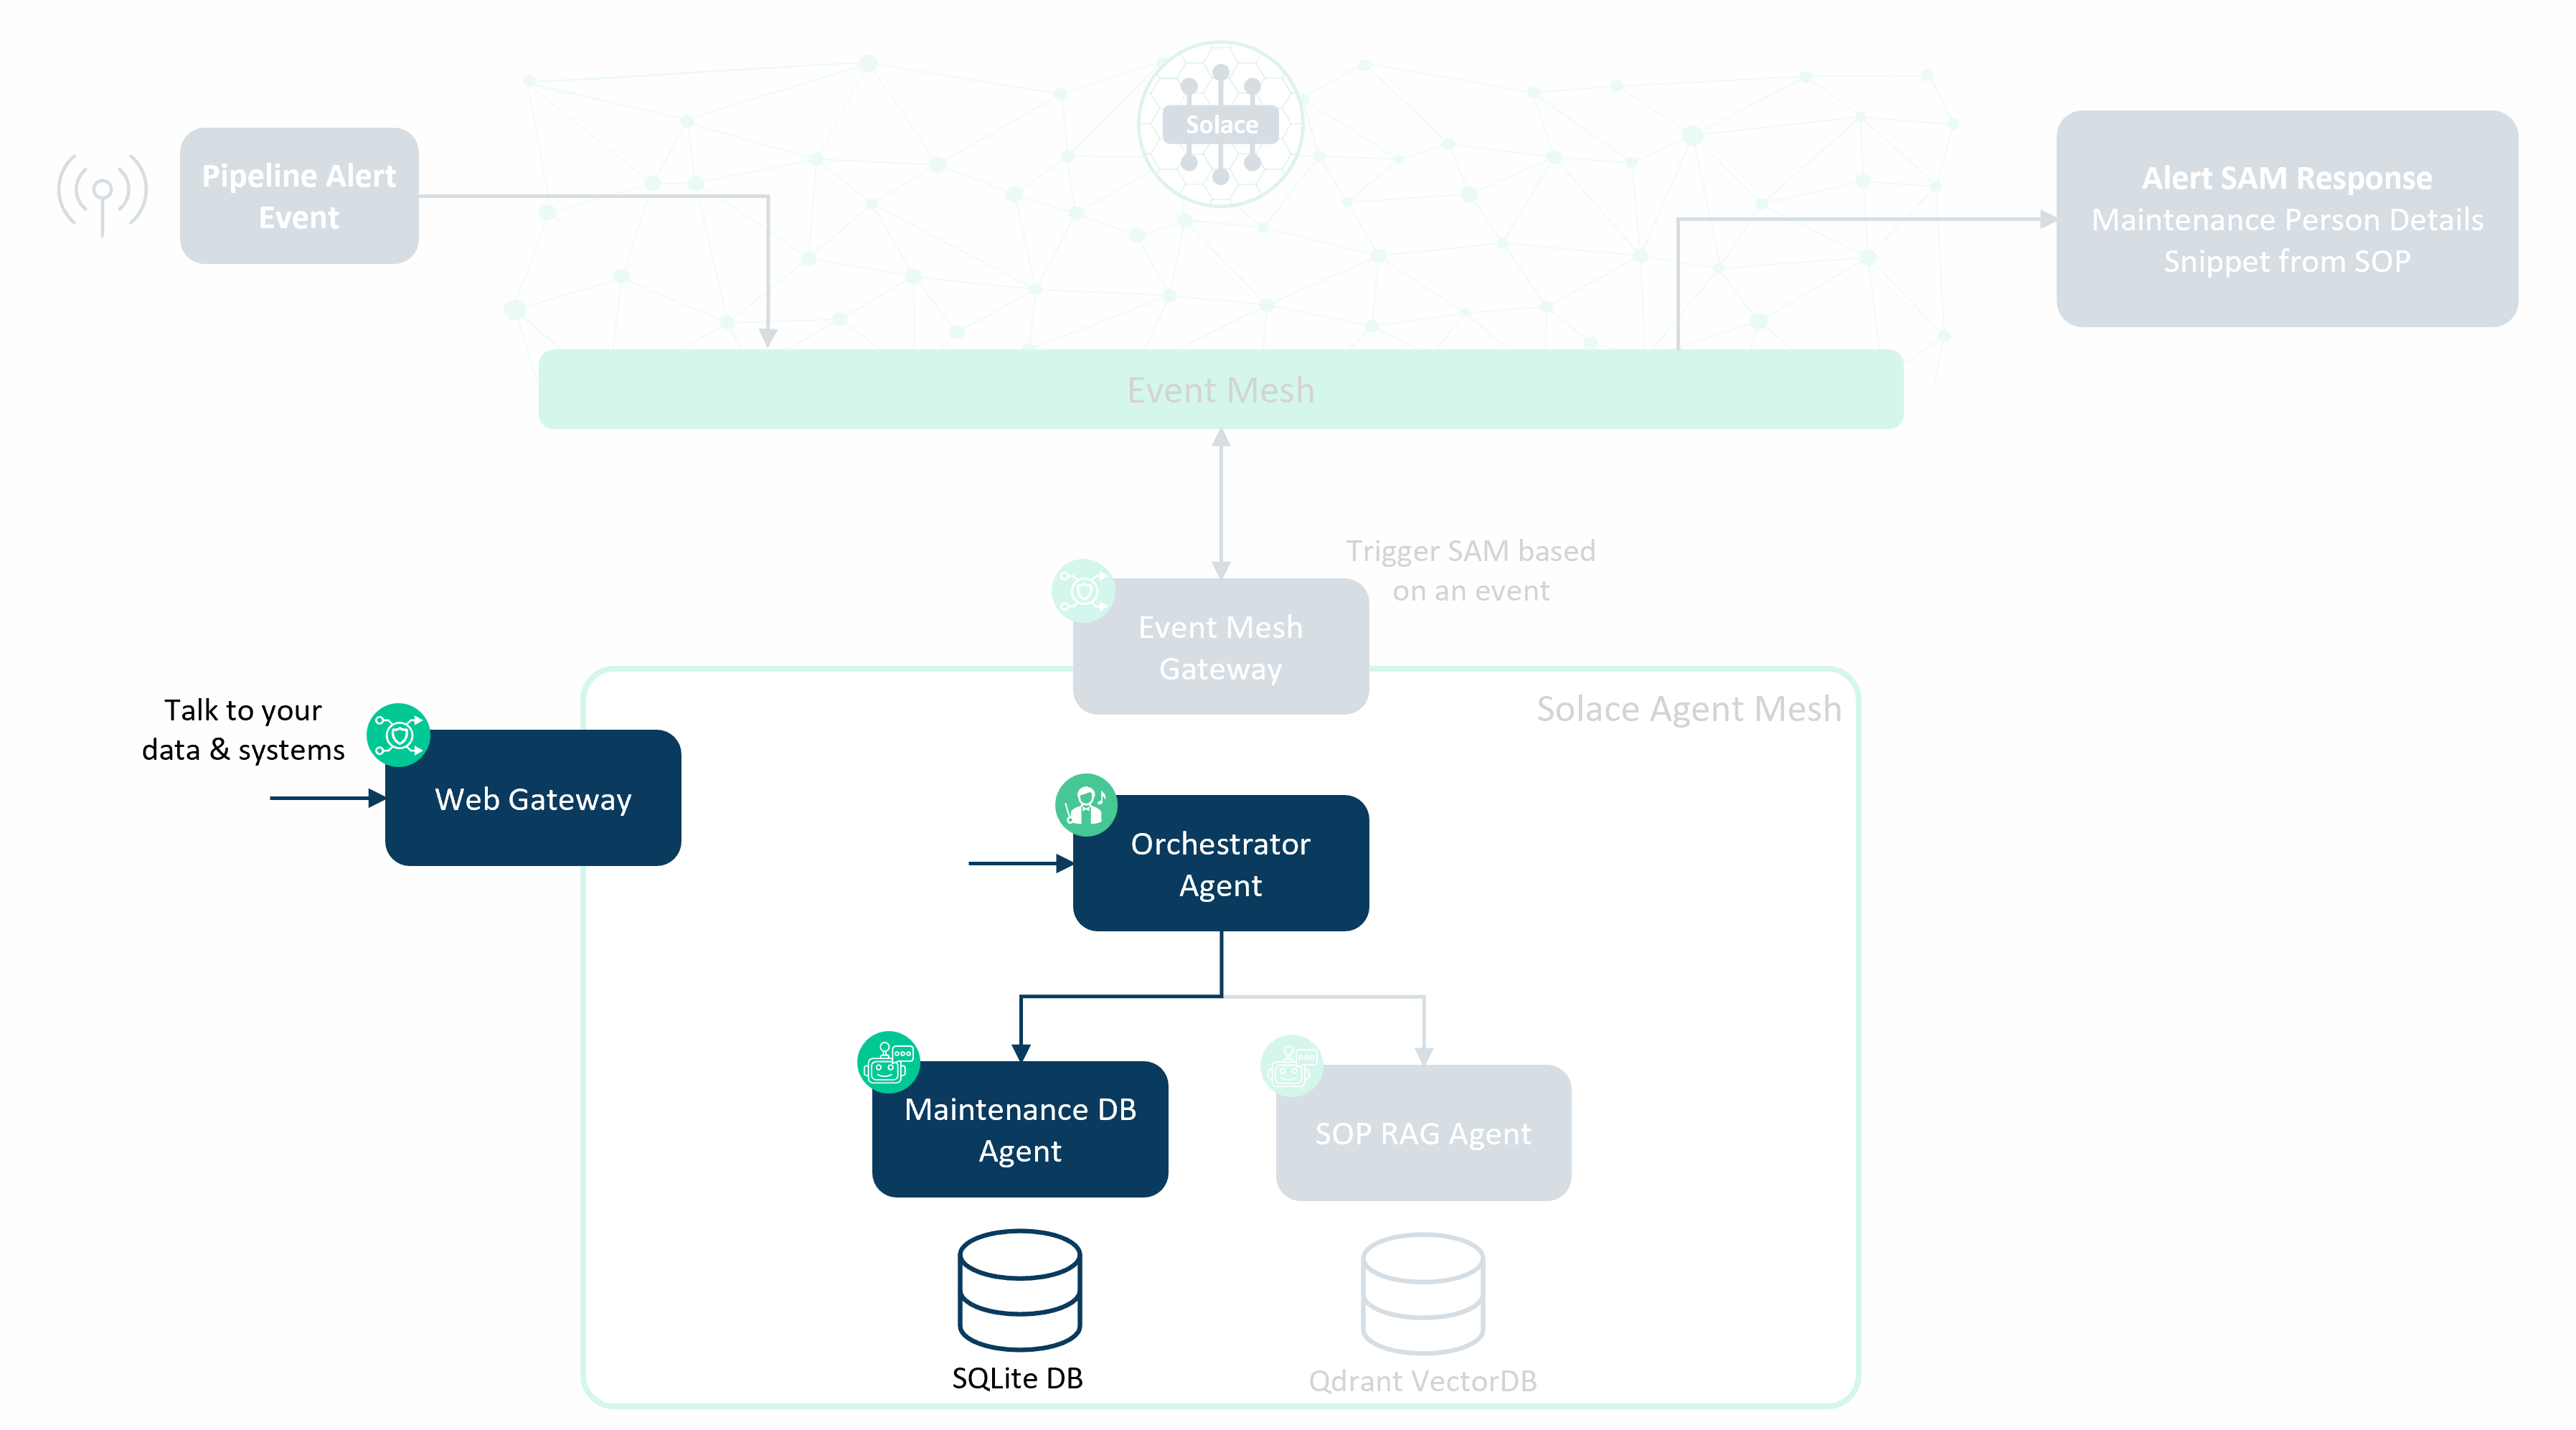 Solace
Pipeline Alert
Event
Alert SAM Response
Maintenance Person Details
Snippet from SOP
Event Mesh
Trigger SAM based
on an event
Event Mesh
Gateway
Solace Agent Mesh
Talk to your
data & systems
Web Gateway
Orchestrator
Agent
Maintenance DB
Agent
SOP RAG Agent
SQLite DB
Qdrant VectorDB